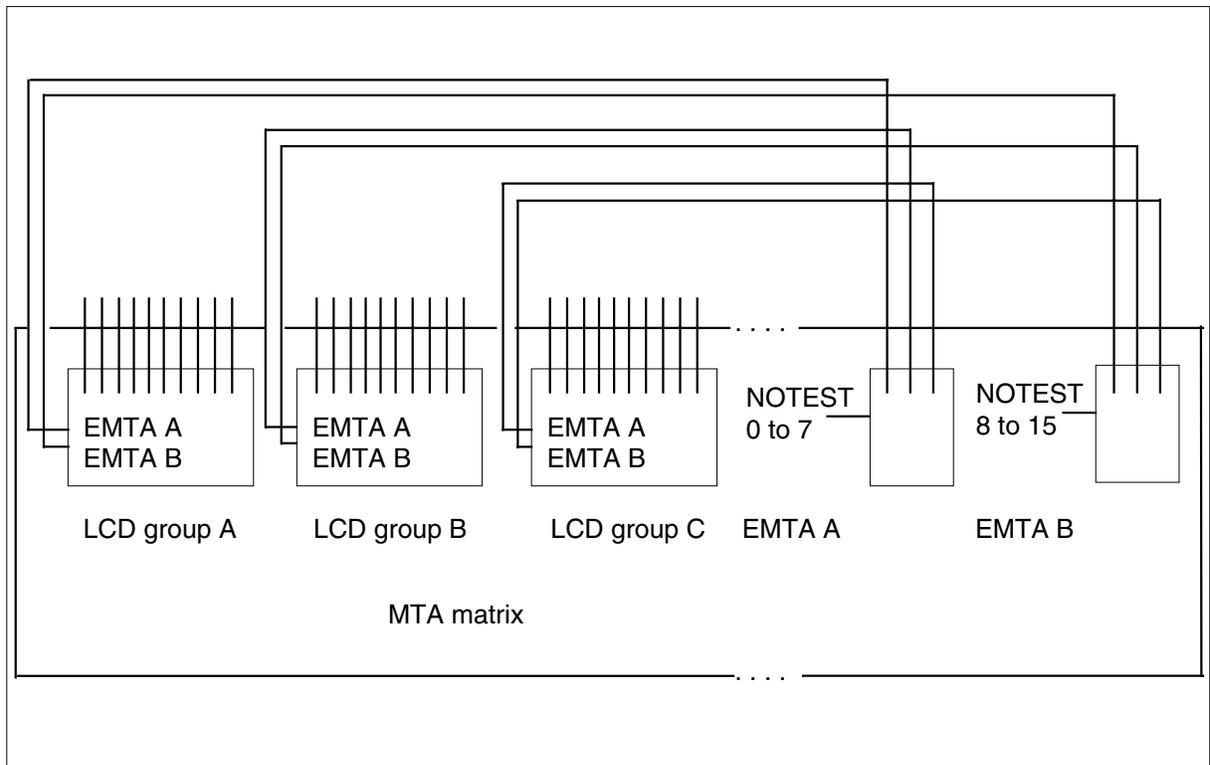 NOTEST
0 to 7
NOTEST
8 to 15
EMTA A
EMTA B
EMTA A
EMTA B
EMTA A
EMTA B
LCD group A
LCD group B
LCD group C
EMTA A
EMTA B
MTA matrix